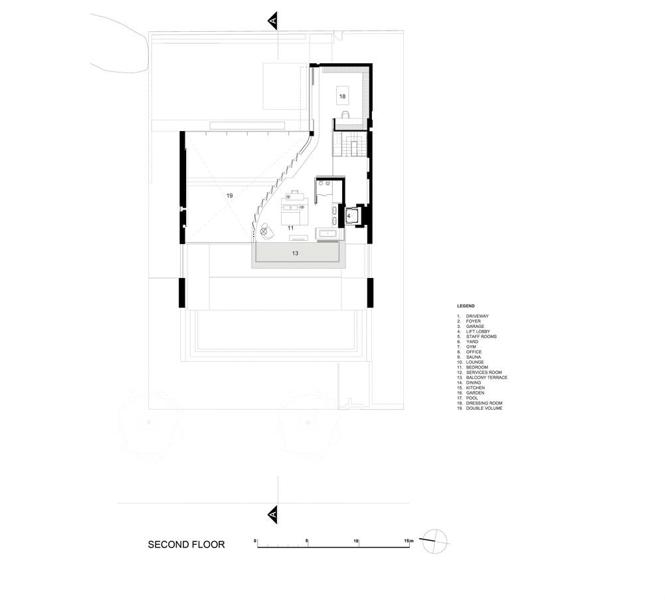 A
18
19
4
11
13
LEGEND
1. DRIVEWAY
2. FOYER
3. GARAGE
4. LIFT LOBBY
5. STAFF ROOMS
6. YARD
7. GYM
8. OFFICE
9. SAUNA
10. LOUNGE
11. BEDROOM
12. SERVICES ROOM
13. BALCONY TERRACE
14. DINING
15. KITCHEN
16. GARDEN
17. POOL
18. DRESSING ROOM
19. DOUBLE VOLUME
A
SECOND FLOOR
0 5 10 15m